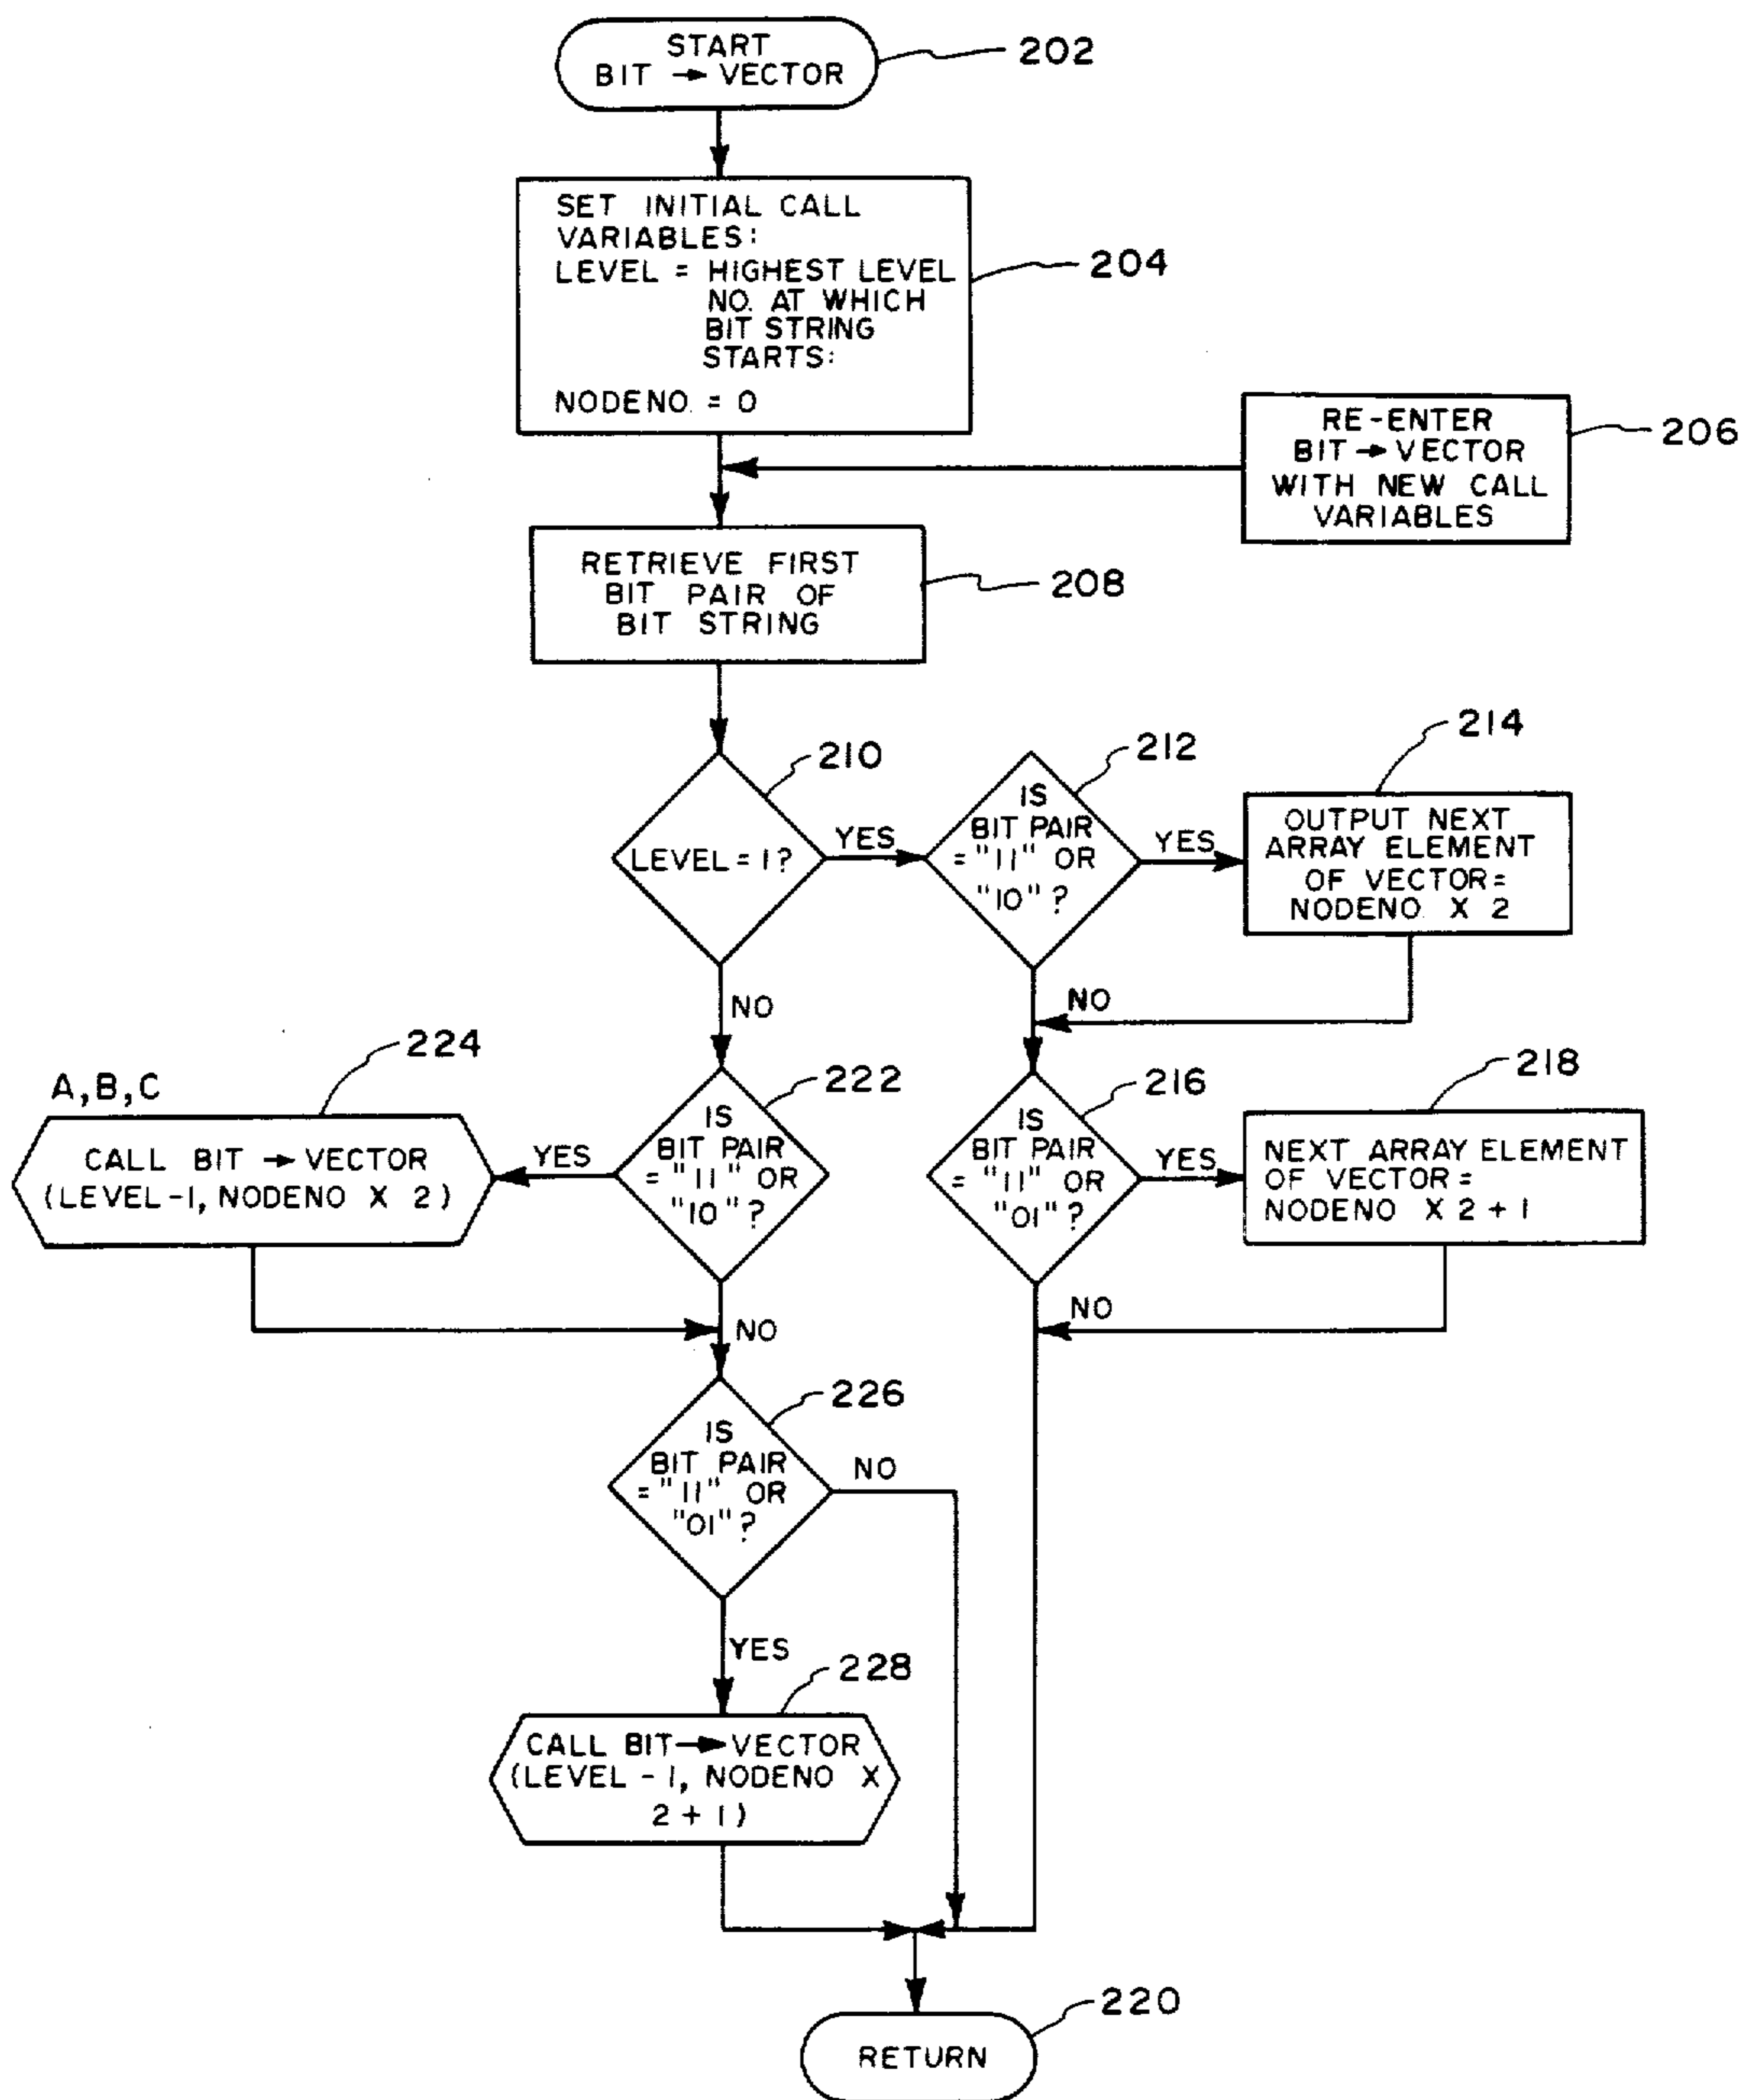 START
BIT → VECTOR
202
SET INITIAL CALL
VARIABLES:
LEVEL = HIGHEST LEVEL
NO. AT WHICH
BIT STRING
STARTS:
NODENO. = 0
204
RE-ENTER
BIT → VECTOR
WITH NEW CALL
VARIABLES
206
RETRIEVE FIRST
BIT PAIR OF
BIT STRING
208
210
LEVEL = 1?
YES
NO
212
IS
BIT PAIR
= "11" OR
"10" ?
YES
NO
214
OUTPUT NEXT
ARRAY ELEMENT
OF VECTOR =
NODENO. X 2
224
A, B, C
CALL BIT → VECTOR
(LEVEL -1, NODENO X 2)
222
IS
BIT PAIR
= "11" OR
"10" ?
YES
NO
216
IS
BIT PAIR
= "11" OR
"01" ?
YES
NO
218
NEXT ARRAY ELEMENT
OF VECTOR =
NODENO X 2 + 1
226
IS
BIT PAIR
= "11" OR
"01" ?
NO
YES
228
CALL BIT → VECTOR
(LEVEL - 1, NODENO X
2 + 1)
220
RETURN